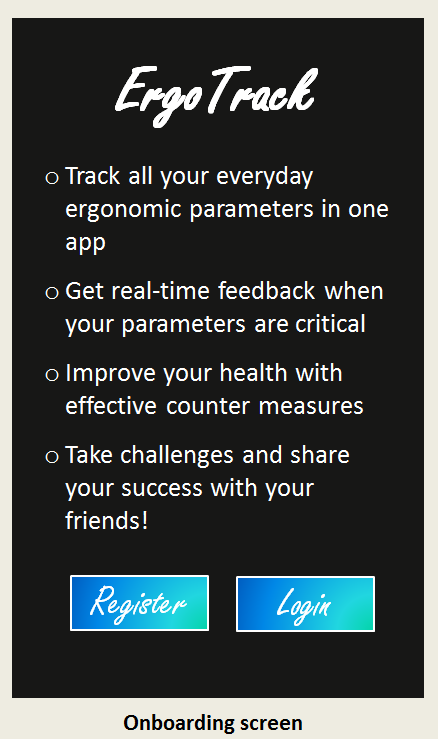 ErgoTrack
o Track all your everyday
ergonomic parameters in one
app
o Get real-time feedback when
your parameters are critical
o Improve your health with
effective counter measures
o Take challenges and share
your success with your
friends!
Register
Login
Onboarding screen